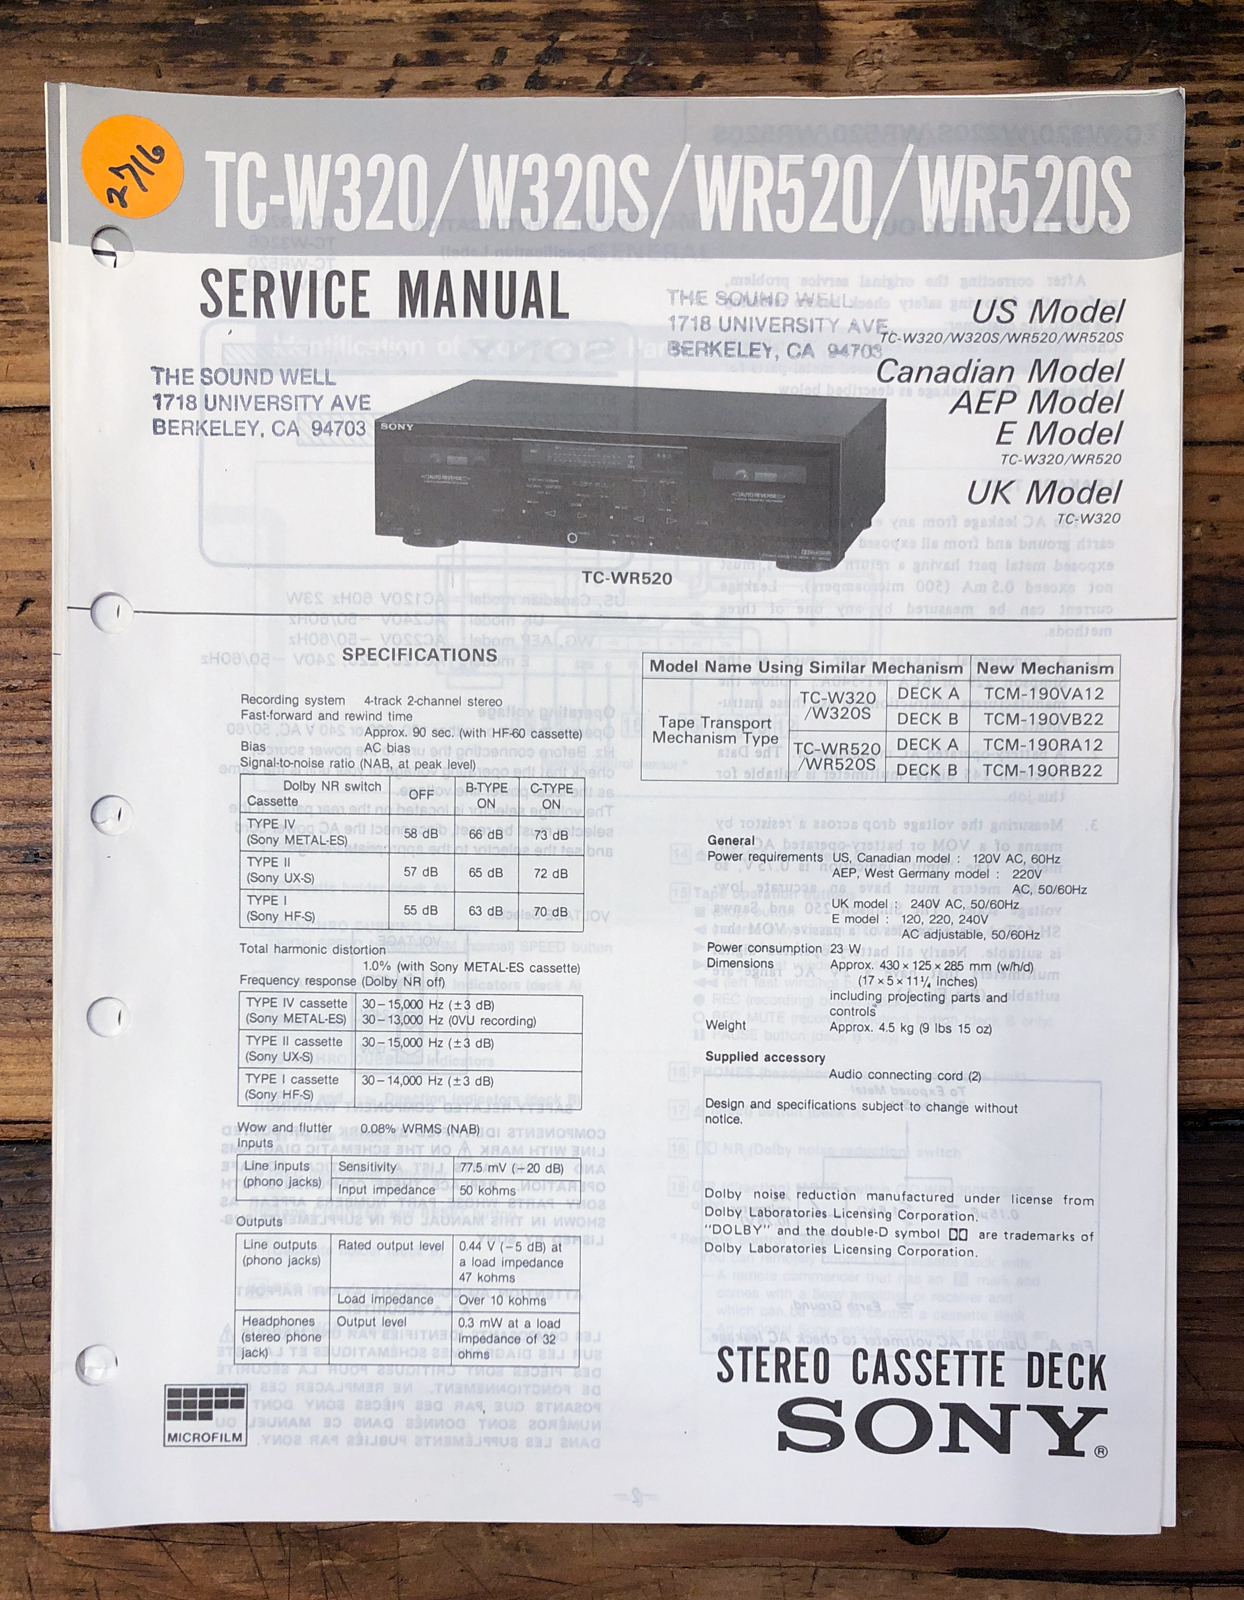 2716
TC-W320/W320S/WR520/WR520S
SERVICE MANUAL
THE SOUND WELL
1718 UNIVERSITY AVE
BERKELEY, CA 94703
THE SOUND WELL
1718 UNIVERSITY AVE
BERKELEY, CA 94703
US Model
TC-W320/W320S/WR520/WR520S
Canadian Model
AEP Model
E Model
TC-W320/WR520
UK Model
TC-W320
SONY
TC-WR520
SPECIFICATIONS
Recording system 4-track 2-channel stereo
Fast-forward and rewind time
Approx. 90 sec. (with HF-60 cassette)
Bias AC bias
Signal-to-noise ratio (NAB, at peak level)
Dolby NR switch
Cassette
OFF
B-TYPE ON
C-TYPE ON
TYPE IV (Sony METAL-ES) 58 dB 66 dB 73 dB
TYPE II (Sony UX-S) 57 dB 65 dB 72 dB
TYPE I (Sony HF-S) 55 dB 63 dB 70 dB
Total harmonic distortion
1.0% (with Sony METAL-ES cassette)
Frequency response (Dolby NR off)
TYPE IV cassette 30–15,000 Hz (±3 dB)
(Sony METAL-ES) 30–13,000 Hz (0VU recording)
TYPE II cassette 30–15,000 Hz (±3 dB)
(Sony UX-S)
TYPE I cassette 30–14,000 Hz (±3 dB)
(Sony HF-S)
Wow and flutter 0.08% WRMS (NAB)
Inputs
Line inputs Sensitivity 77.5 mV (−20 dB)
(phono jacks) Input impedance 50 kohms
Outputs
Line outputs Rated output level 0.44 V (−5 dB) at
(phono jacks) a load impedance
47 kohms
Load impedance Over 10 kohms
Headphones Output level 0.3 mW at a load
(stereo phone impedance of 32
jack) ohms
MICROFILM
Model Name Using Similar Mechanism New Mechanism
Tape Transport
Mechanism Type
TC-W320
/W320S
DECK A TCM-190VA12
DECK B TCM-190VB22
TC-WR520
/WR520S
DECK A TCM-190RA12
DECK B TCM-190RB22
General
Power requirements US, Canadian model : 120V AC, 60Hz
AEP, West Germany model : 220V
AC, 50/60Hz
UK model : 240V AC, 50/60Hz
E model : 120, 220, 240V
AC adjustable, 50/60Hz
Power consumption 23 W
Dimensions Approx. 430 × 125 × 285 mm (w/h/d)
(17 × 5 × 11 1/4 inches)
including projecting parts and
controls
Weight Approx. 4.5 kg (9 lbs 15 oz)
Supplied accessory
Audio connecting cord (2)
Design and specifications subject to change without
notice.
Dolby noise reduction manufactured under license from
Dolby Laboratories Licensing Corporation.
"DOLBY" and the double-D symbol are trademarks of
Dolby Laboratories Licensing Corporation.
STEREO CASSETTE DECK
SONY®